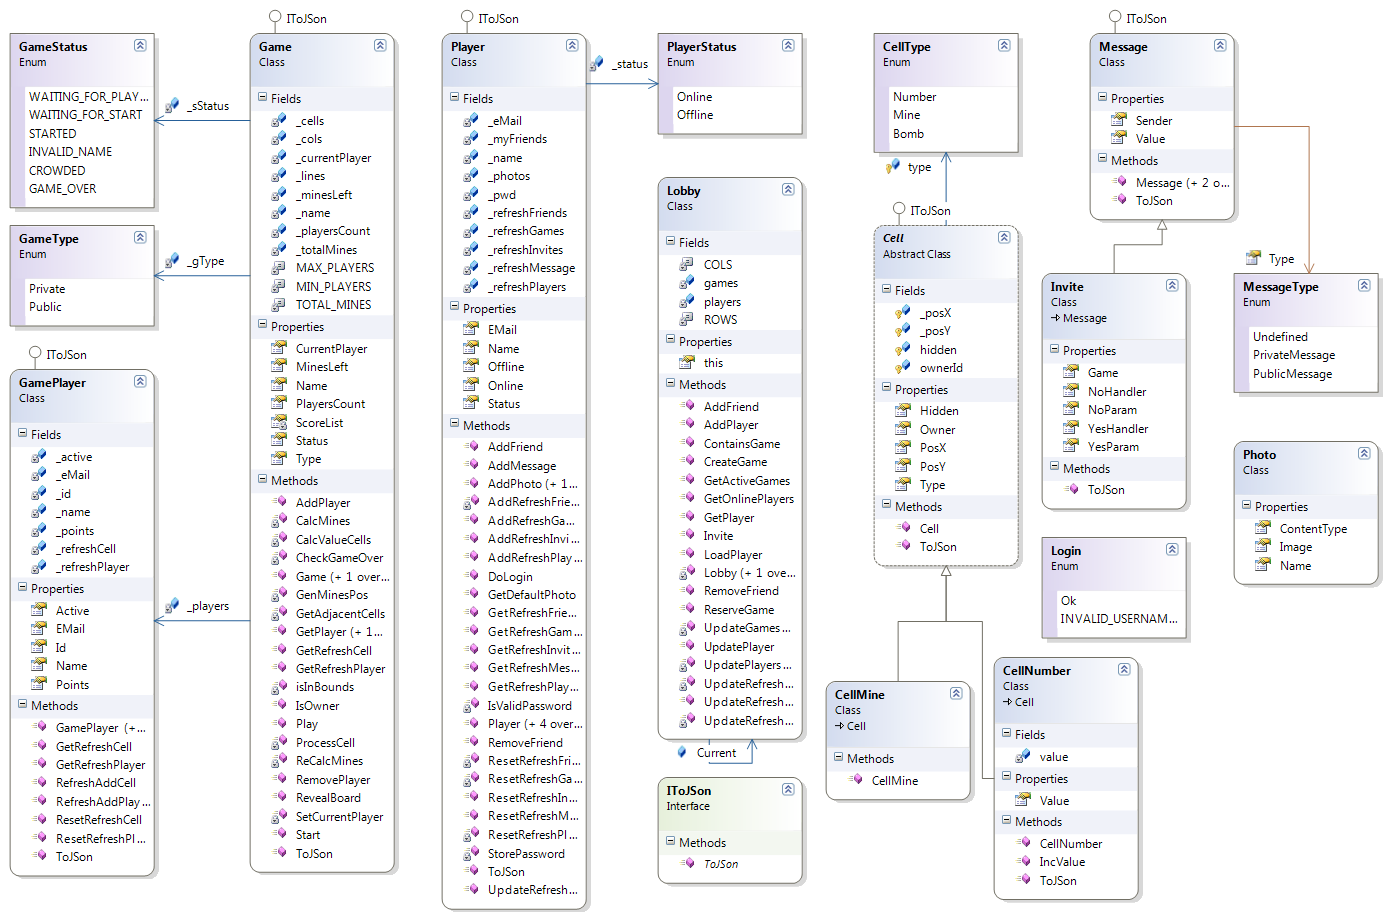 IToJSon
GameStatus
Enum
WAITING_FOR_PLAY...
WAITING_FOR_START
STARTED
INVALID_NAME
CROWDED
GAME_OVER
_sStatus
GameType
Enum
Private
Public
_gType
IToJSon
GamePlayer
Class
Fields
_active
_eMail
_id
_name
_points
_refreshCell
_refreshPlayer
Properties
Active
EMail
Id
Name
Points
Methods
GamePlayer (+...
GetRefreshCell
GetRefreshPlayer
RefreshAddCell
RefreshAddPlay...
ResetRefreshCell
ResetRefreshPl...
ToJSon
_players
Game
Class
Fields
_cells
_cols
_currentPlayer
_lines
_minesLeft
_name
_playersCount
_totalMines
MAX_PLAYERS
MIN_PLAYERS
TOTAL_MINES
Properties
CurrentPlayer
MinesLeft
Name
PlayersCount
ScoreList
Status
Type
Methods
AddPlayer
CalcMines
CalcValueCells
CheckGameOver
Game (+ 1 over...
GenMinesPos
GetAdjacentCells
GetPlayer (+ 1...
GetRefreshCell
GetRefreshPlayer
isInBounds
IsOwner
Play
ProcessCell
ReCalcMines
RemovePlayer
RevealBoard
SetCurrentPlayer
Start
ToJSon
IToJSon
Player
Class
Fields
_eMail
_myFriends
_name
_photos
_pwd
_refreshFriends
_refreshGames
_refreshInvites
_refreshMessage
_refreshPlayers
Properties
EMail
Name
Offline
Online
Status
Methods
AddFriend
AddMessage
AddPhoto (+ 1...
AddRefreshFrie...
AddRefreshGa...
AddRefreshInvi...
AddRefreshPlay...
DoLogin
GetDefaultPhoto
GetRefreshFrie...
GetRefreshGam...
GetRefreshInvit...
GetRefreshMes...
GetRefreshPlay...
IsValidPassword
Player (+ 4 over...
RemoveFriend
ResetRefreshFri...
ResetRefreshGa...
ResetRefreshIn...
ResetRefreshM...
ResetRefreshPl...
StorePassword
ToJSon
UpdateRefresh...
_status
PlayerStatus
Enum
Online
Offline
Lobby
Class
Fields
COLS
games
players
ROWS
Properties
this
Methods
AddFriend
AddPlayer
ContainsGame
CreateGame
GetActiveGames
GetOnlinePlayers
GetPlayer
Invite
LoadPlayer
Lobby (+ 1 ove...
RemoveFriend
ReserveGame
UpdateGames...
UpdatePlayer
UpdatePlayers...
UpdateRefresh...
UpdateRefresh...
UpdateRefresh...
Current
IToJSon
Interface
Methods
ToJSon
CellType
Enum
Number
Mine
Bomb
type
IToJSon
Cell
Abstract Class
Fields
_posX
_posY
hidden
ownerId
Properties
Hidden
Owner
PosX
PosY
Type
Methods
Cell
ToJSon
CellMine
Class
Cell
Methods
CellMine
CellNumber
Class
Cell
Fields
value
Properties
Value
Methods
CellNumber
IncValue
ToJSon
IToJSon
Message
Class
Properties
Sender
Value
Methods
Message (+ 2 o...
ToJSon
Type
Invite
Class
Message
Properties
Game
NoHandler
NoParam
YesHandler
YesParam
Methods
ToJSon
Login
Enum
Ok
INVALID_USERNAM...
MessageType
Enum
Undefined
PrivateMessage
PublicMessage
Photo
Class
Properties
ContentType
Image
Name